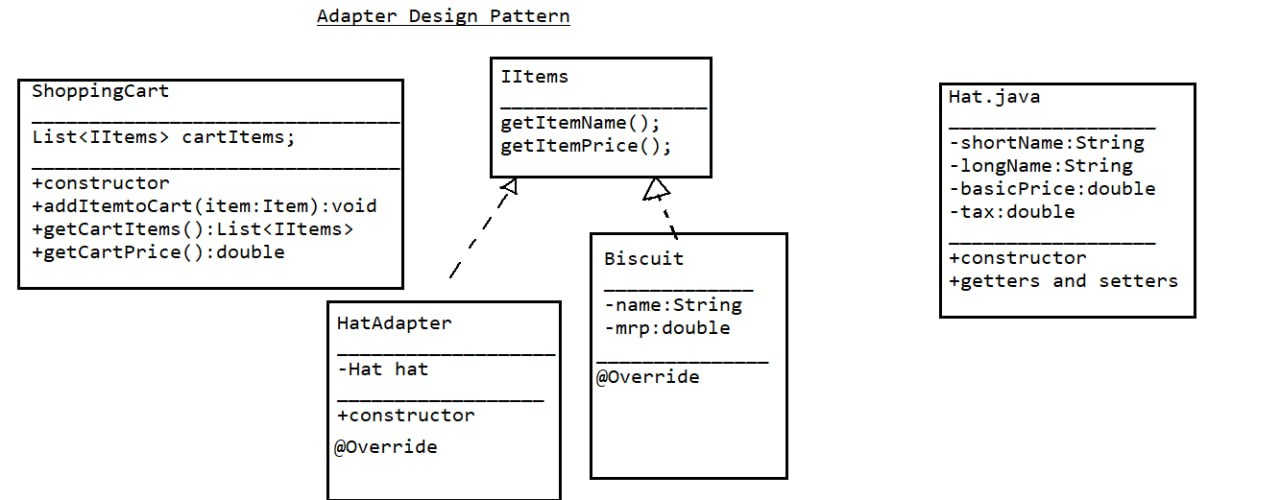 Adapter Design Pattern
ShoppingCart
List<IItems> cartItems;
+constructor
+addItemtoCart(item:Item):void
+getCartItems():List<IItems>
+getCartPrice():double
IItems
getItemName();
getItemPrice();
HatAdapter
-Hat hat
+constructor
@Override
Biscuit
-name:String
-mrp:double
@Override
Hat.java
-shortName:String
-longName:String
-basicPrice:double
-tax:double
+constructor
+getters and setters